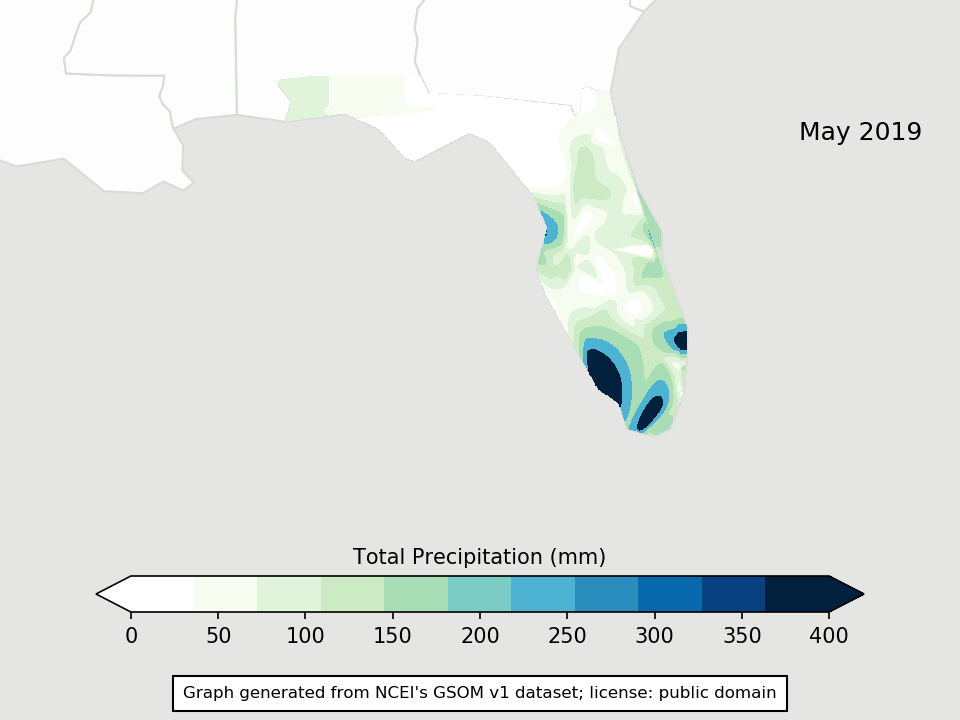 May 2019
Total Precipitation (mm)
0 50 100 150 200 250 300 350 400
Graph generated from NCEI's GSOM v1 dataset; license: public domain